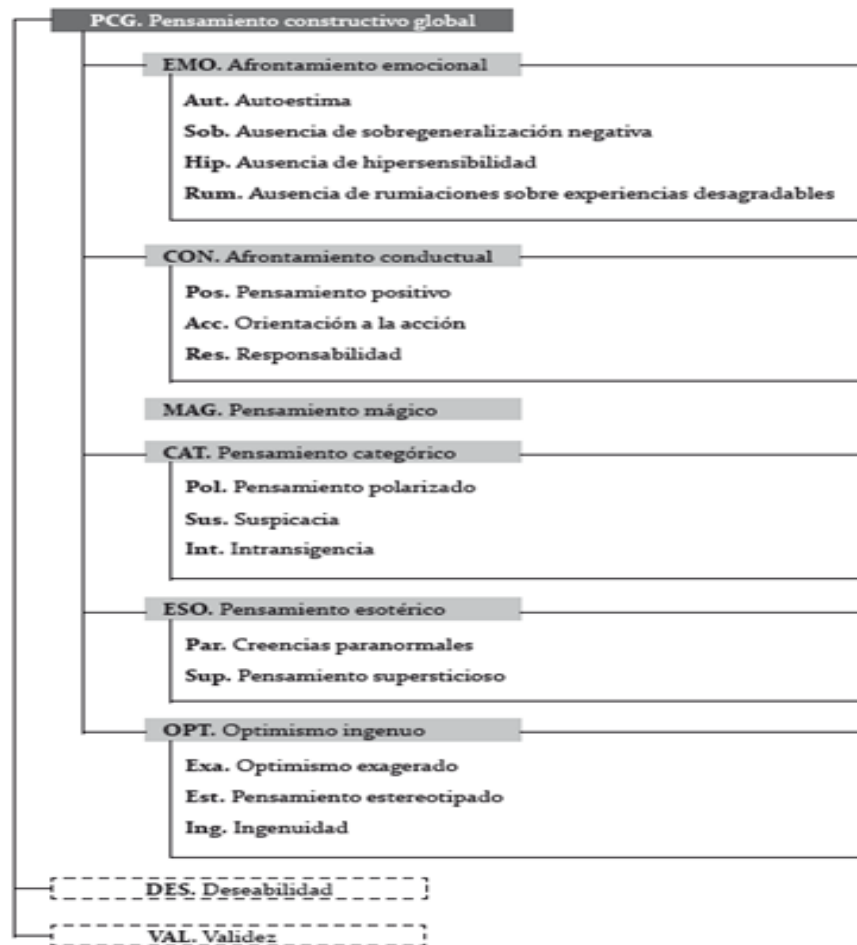 PCG. Pensamiento constructivo global
EMO. Afrontamiento emocional
Aut. Autoestima
Sob. Ausencia de sobregeneralización negativa
Hip. Ausencia de hipersensibilidad
Rum. Ausencia de rumiaciones sobre experiencias desagradables
CON. Afrontamiento conductual
Pos. Pensamiento positivo
Acc. Orientación a la acción
Res. Responsabilidad
MAG. Pensamiento mágico
CAT. Pensamiento categórico
Pol. Pensamiento polarizado
Sus. Suspicacia
Int. Intransigencia
ESO. Pensamiento esotérico
Par. Creencias paranormales
Sup. Pensamiento supersticioso
OPT. Optimismo ingenuo
Exa. Optimismo exagerado
Est. Pensamiento estereotipado
Ing. Ingenuidad
DES. Deseabilidad
VAL. Validez